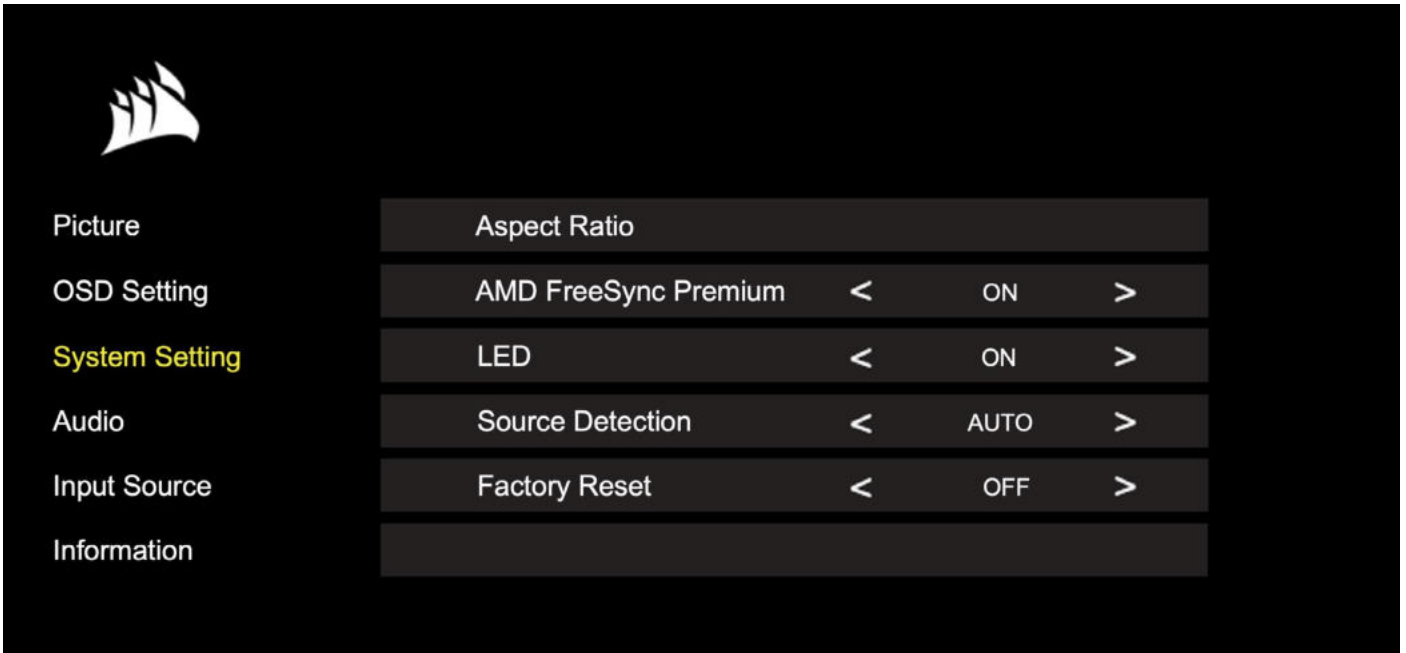 Picture
Aspect Ratio
OSD Setting
AMD FreeSync Premium < ON >
System Setting
LED < ON >
Audio
Source Detection < AUTO >
Input Source
Factory Reset < OFF >
Information